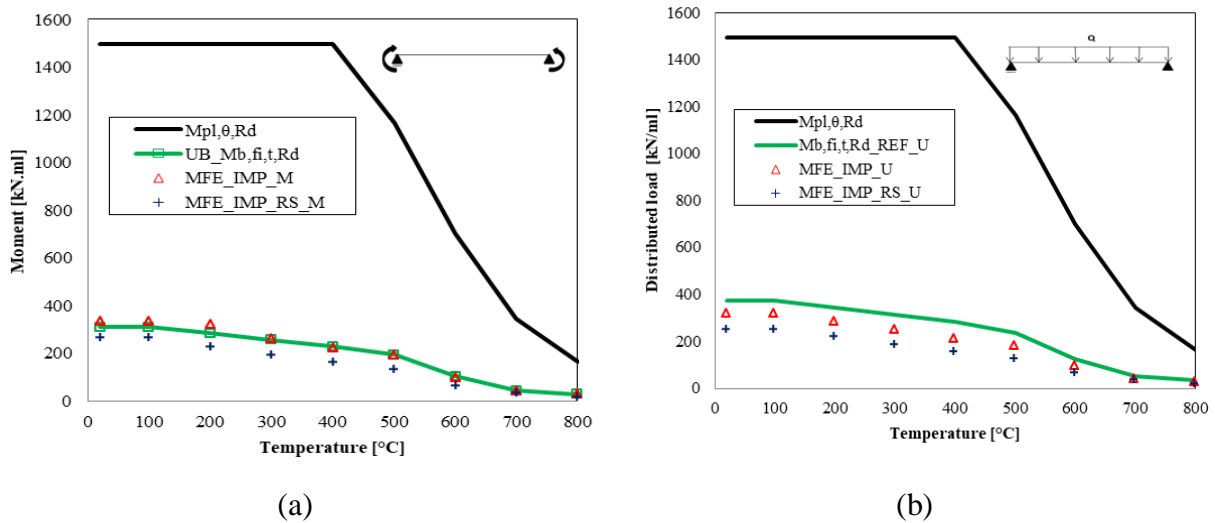 1600
1400
1200
1000
800
600
400
200
0
Moment [kN.ml]
Mpl,θ,Rd
UB_Mb,fi,t,Rd
MFE_IMP_M
MFE_IMP_RS_M
0 100 200 300 400 500 600 700 800
Temperature [°C]
(a)
1600
1400
1200
1000
800
600
400
200
0
Distributed load [kN/ml]
Q
Mpl,θ,Rd
Mb,fi,t,Rd_REF_U
MFE_IMP_U
MFE_IMP_RS_U
0 100 200 300 400 500 600 700 800
Temperature [°C]
(b)